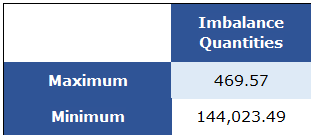 Imbalance
Quantities
Maximum 469.57
Minimum 144,023.49